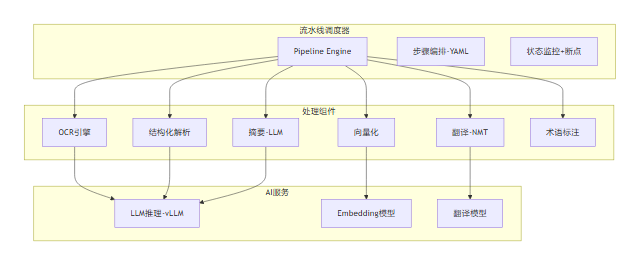 流水线调度器
Pipeline Engine
步骤编排-YAML
状态监控+断点
处理组件
OCR引擎
结构化解析
摘要-LLM
向量化
翻译-NMT
术语标注
AI服务
LLM推理-vLLM
Embedding模型
翻译模型